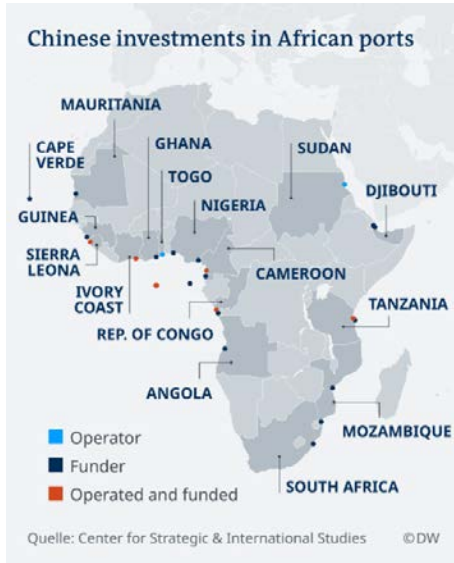 Chinese investments in African ports
MAURITANIA
CAPE
VERDE
GHANA
SUDAN
TOGO
DJIBOUTI
NIGERIA
GUINEA
SIERRA
LEONA
CAMEROON
IVORY
COAST
TANZANIA
REP. OF CONGO
ANGOLA
MOZAMBIQUE
Operator
Funder
Operated and funded
SOUTH AFRICA
Quelle: Center for Strategic & International Studies ©DW